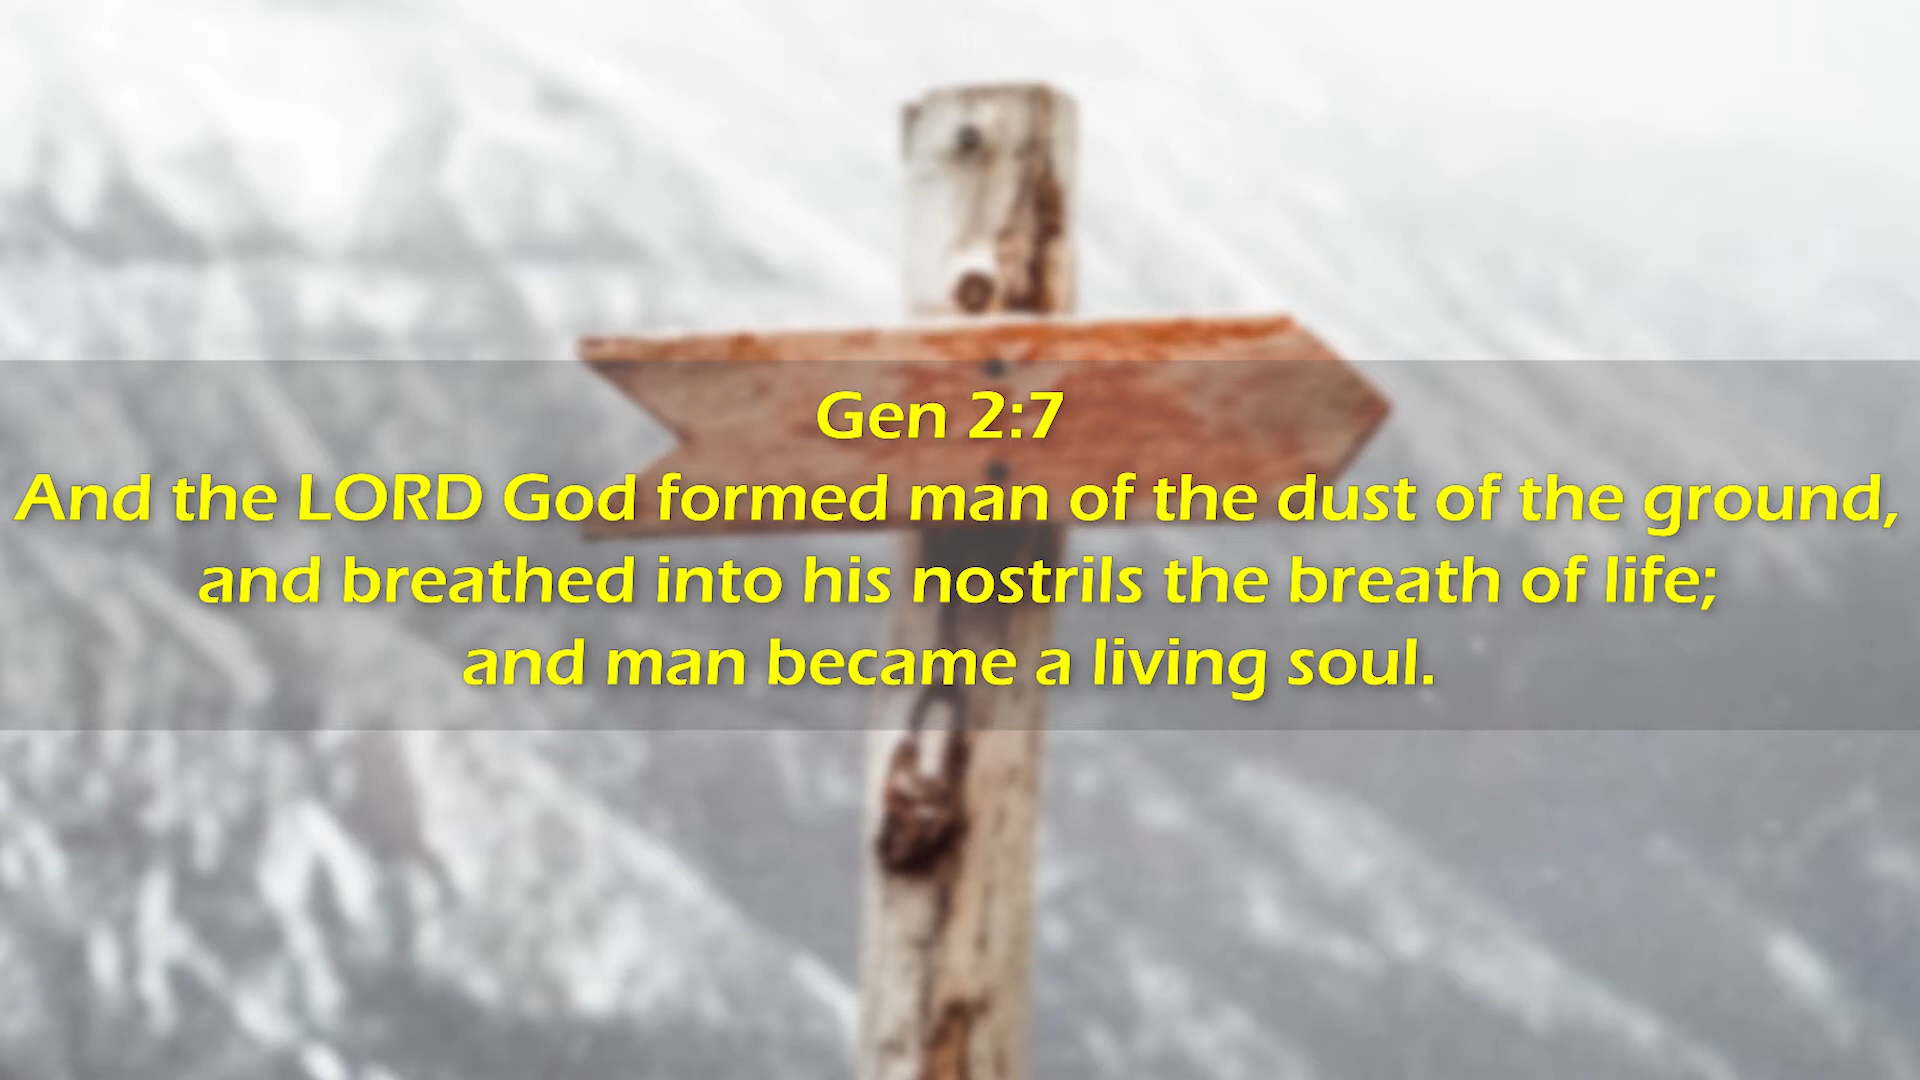 Gen 2:7
And the LORD God formed man of the dust of the ground,
and breathed into his nostrils the breath of life;
and man became a living soul.